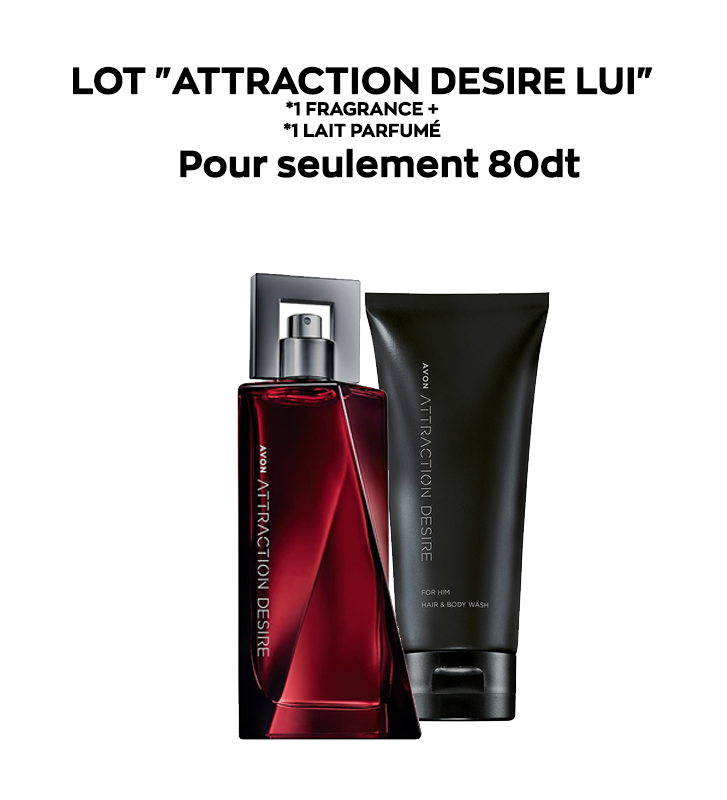 LOT "ATTRACTION DESIRE LUI"
*1 FRAGRANCE +
*1 LAIT PARFUMÉ
Pour seulement 80dt
AVON ATTRACTION DESIRE
AVON ATTRACTION DESIRE
FOR HIM
HAIR & BODY WASH